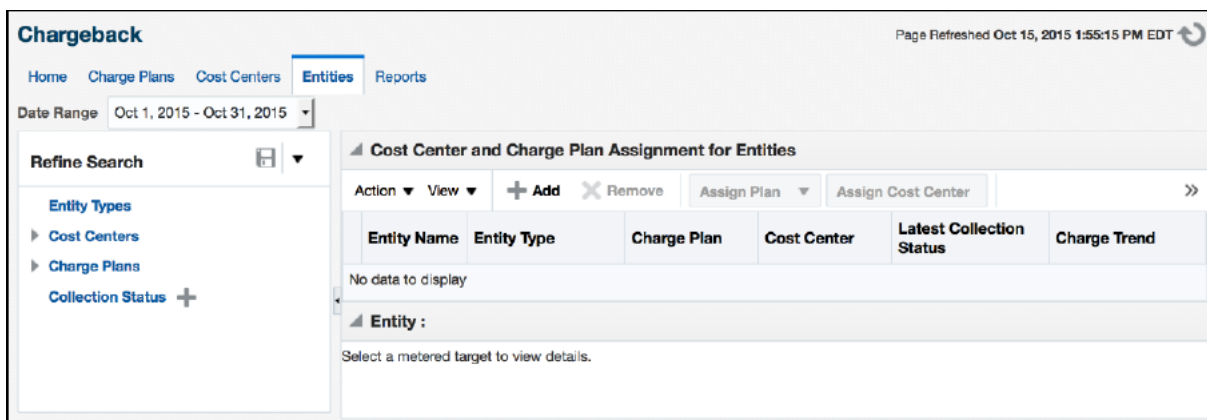 Chargeback
Page Refreshed Oct 15, 2015 1:55:15 PM EDT
Home Charge Plans Cost Centers Entities Reports
Date Range Oct 1, 2015 - Oct 31, 2015
Refine Search
Entity Types
Cost Centers
Charge Plans
Collection Status
Cost Center and Charge Plan Assignment for Entities
Action View Add Remove Assign Plan Assign Cost Center »
Entity Name Entity Type Charge Plan Cost Center Latest Collection Status Charge Trend
No data to display
Entity :
Select a metered target to view details.